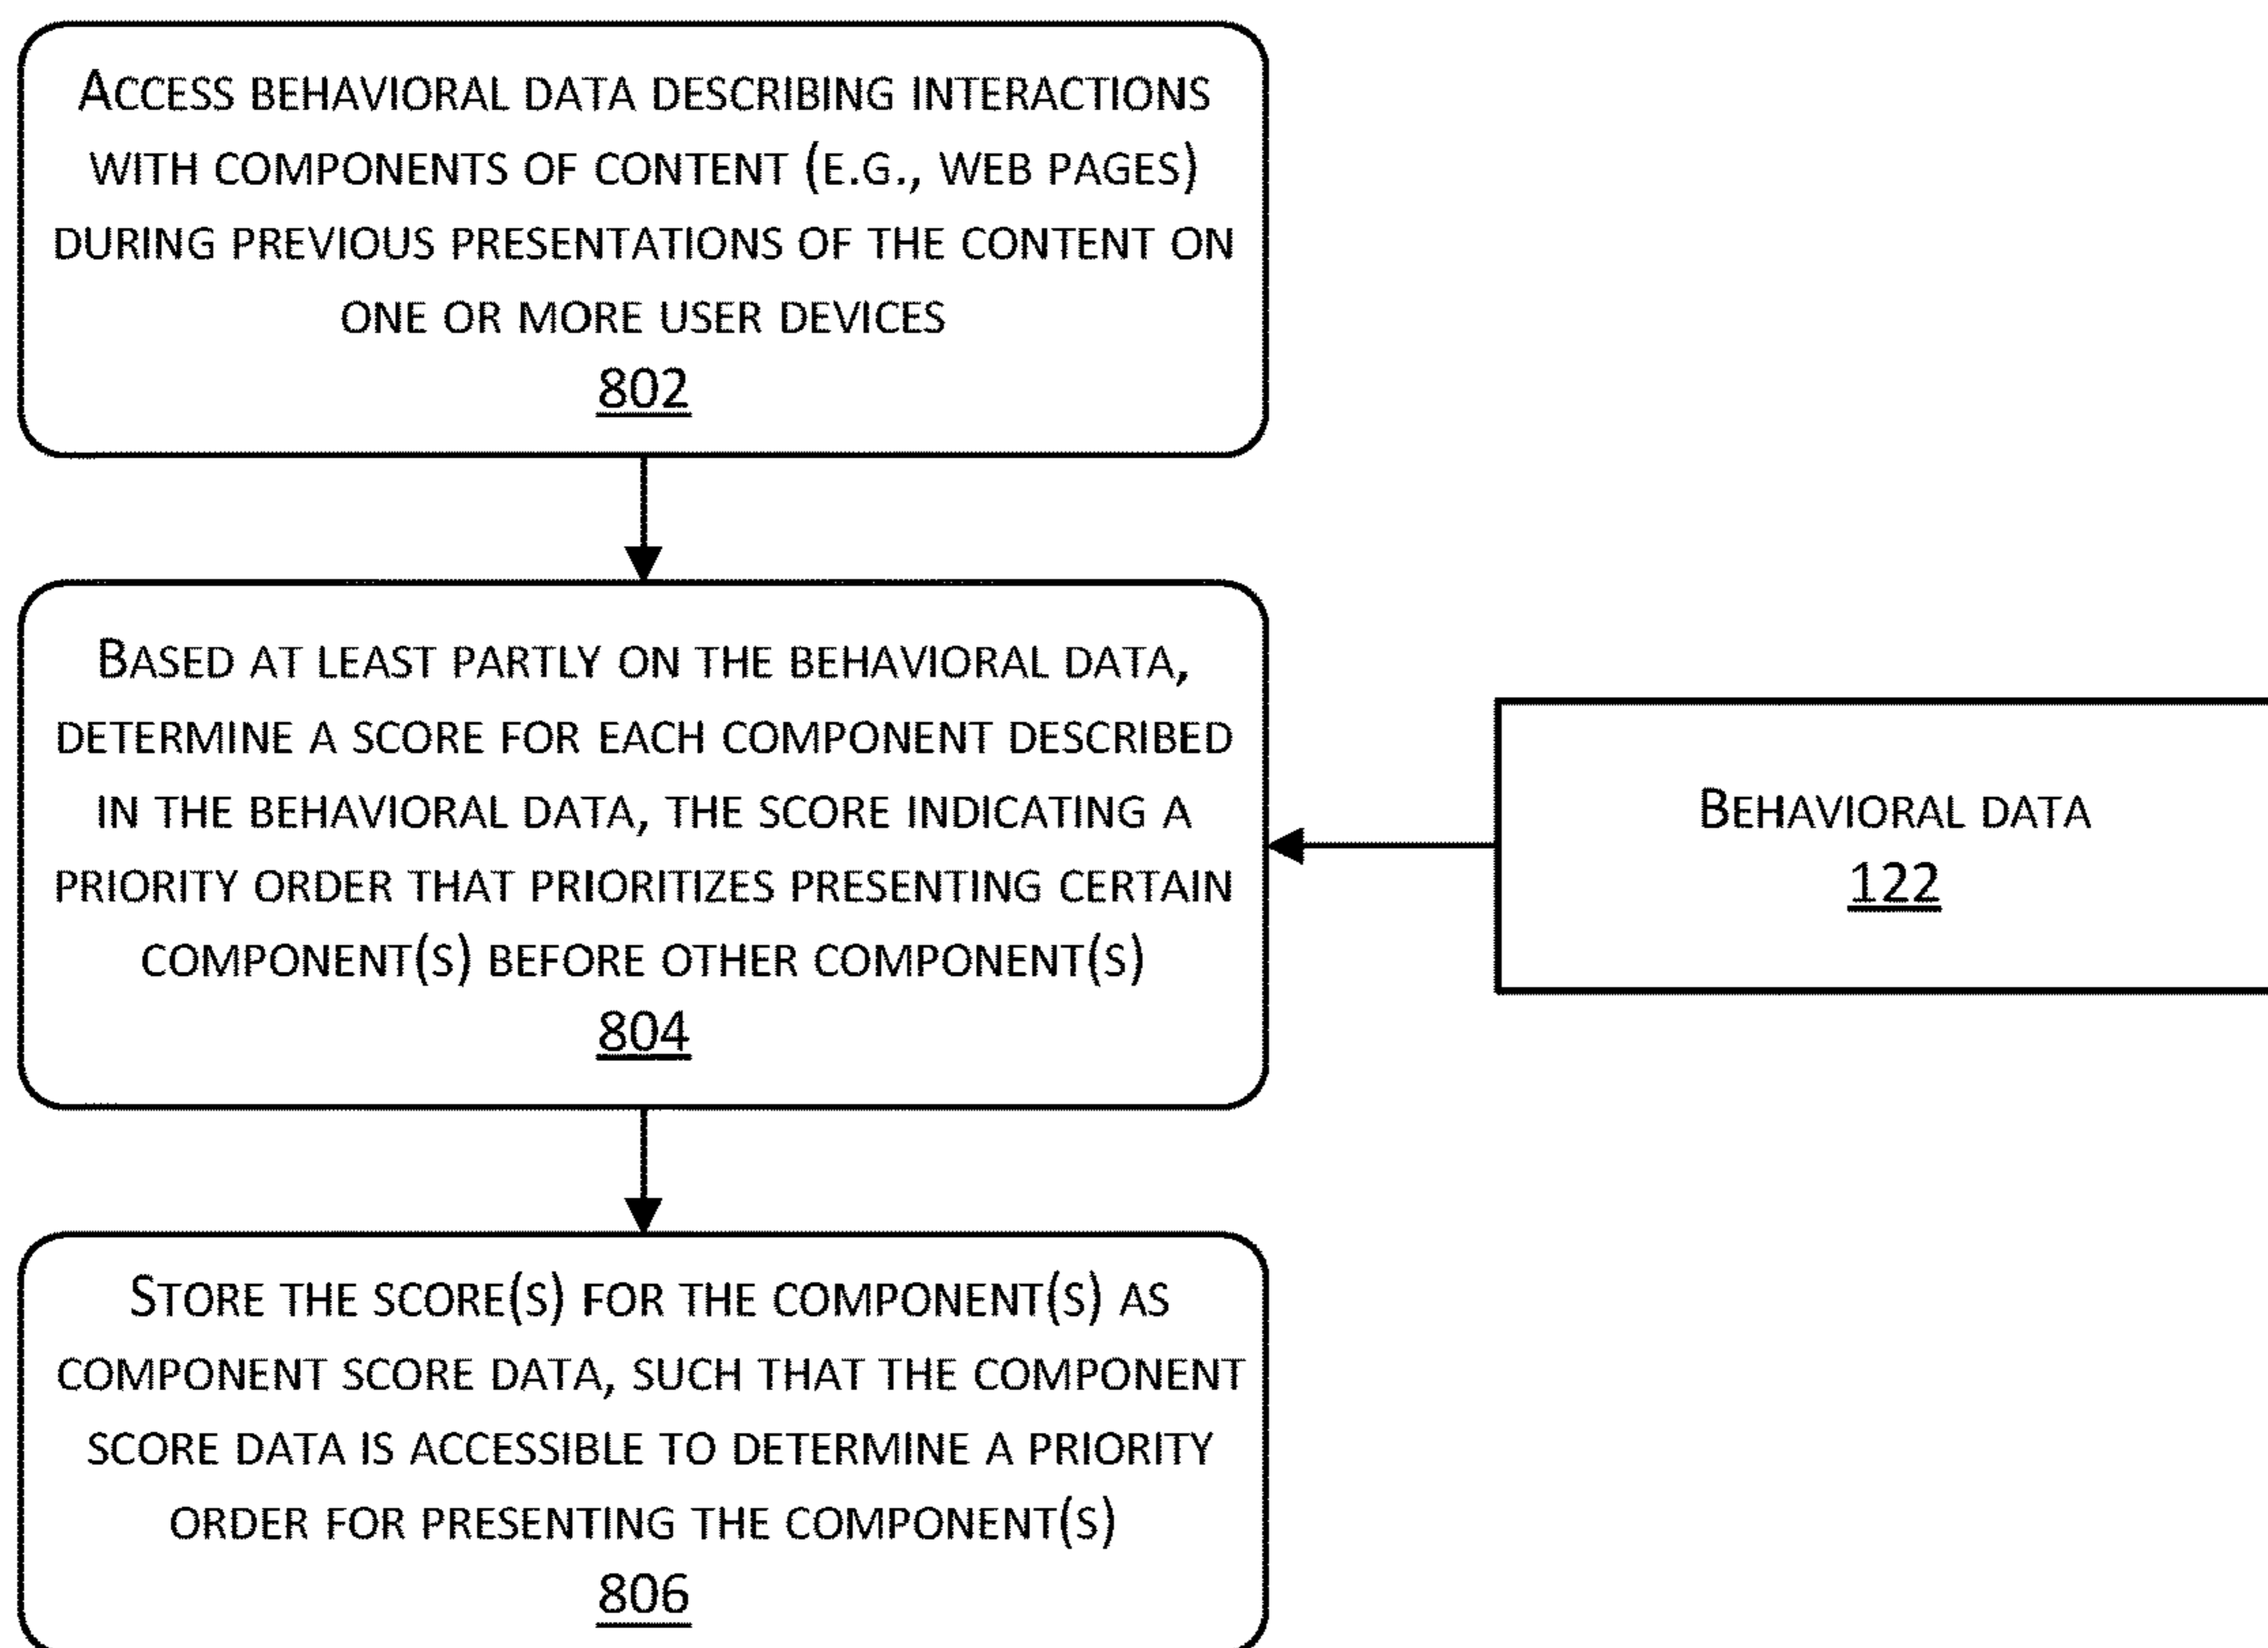 ACCESS BEHAVIORAL DATA DESCRIBING INTERACTIONS
WITH COMPONENTS OF CONTENT (E.G., WEB PAGES)
DURING PREVIOUS PRESENTATIONS OF THE CONTENT ON
ONE OR MORE USER DEVICES
802
BASED AT LEAST PARTLY ON THE BEHAVIORAL DATA,
DETERMINE A SCORE FOR EACH COMPONENT DESCRIBED
IN THE BEHAVIORAL DATA, THE SCORE INDICATING A
PRIORITY ORDER THAT PRIORITIZES PRESENTING CERTAIN
COMPONENT(S) BEFORE OTHER COMPONENT(S)
804
BEHAVIORAL DATA
122
STORE THE SCORE(S) FOR THE COMPONENT(S) AS
COMPONENT SCORE DATA, SUCH THAT THE COMPONENT
SCORE DATA IS ACCESSIBLE TO DETERMINE A PRIORITY
ORDER FOR PRESENTING THE COMPONENT(S)
806